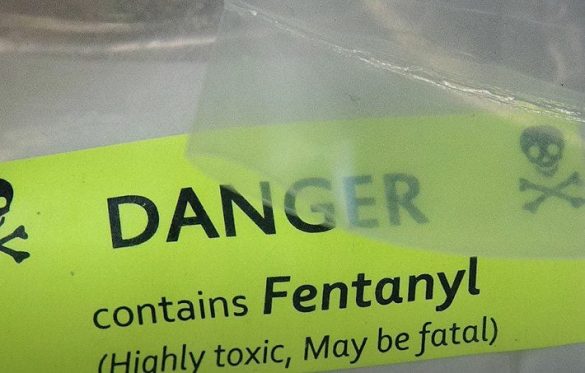 DANGER
contains Fentanyl
(Highly toxic, May be fatal)